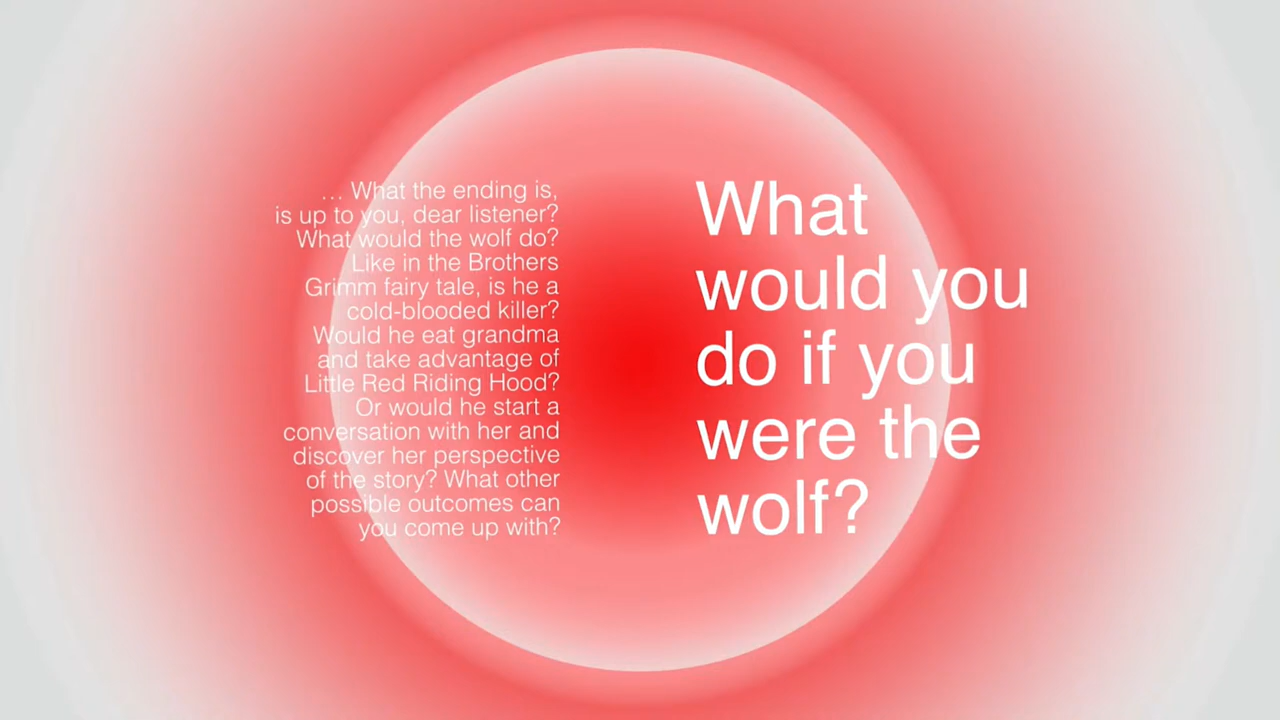 … What the ending is,
is up to you, dear listener?
What would the wolf do?
Like in the Brothers
Grimm fairy tale, is he a
cold-blooded killer?
Would he eat grandma
and take advantage of
Little Red Riding Hood?
Or would he start a
conversation with her and
discover her perspective
of the story? What other
possible outcomes can
you come up with?
What
would you
do if you
were the
wolf?